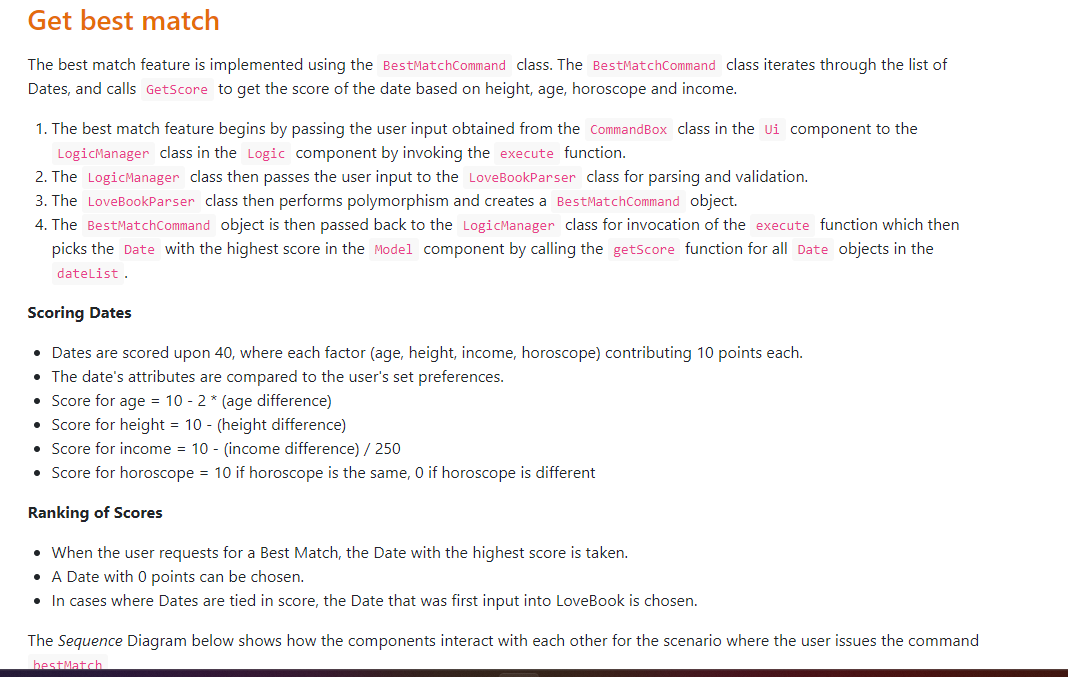 Get best match
The best match feature is implemented using the BestMatchCommand class. The BestMatchCommand class iterates through the list of
Dates, and calls GetScore to get the score of the date based on height, age, horoscope and income.
1. The best match feature begins by passing the user input obtained from the CommandBox class in the Ui component to the
LogicManager class in the Logic component by invoking the execute function.
2. The LogicManager class then passes the user input to the LoveBookParser class for parsing and validation.
3. The LoveBookParser class then performs polymorphism and creates a BestMatchCommand object.
4. The BestMatchCommand object is then passed back to the LogicManager class for invocation of the execute function which then
picks the Date with the highest score in the Model component by calling the getScore function for all Date objects in the
dateList .
Scoring Dates
• Dates are scored upon 40, where each factor (age, height, income, horoscope) contributing 10 points each.
• The date's attributes are compared to the user's set preferences.
• Score for age = 10 - 2 * (age difference)
• Score for height = 10 - (height difference)
• Score for income = 10 - (income difference) / 250
• Score for horoscope = 10 if horoscope is the same, 0 if horoscope is different
Ranking of Scores
• When the user requests for a Best Match, the Date with the highest score is taken.
• A Date with 0 points can be chosen.
• In cases where Dates are tied in score, the Date that was first input into LoveBook is chosen.
The Sequence Diagram below shows how the components interact with each other for the scenario where the user issues the command
bestMatch